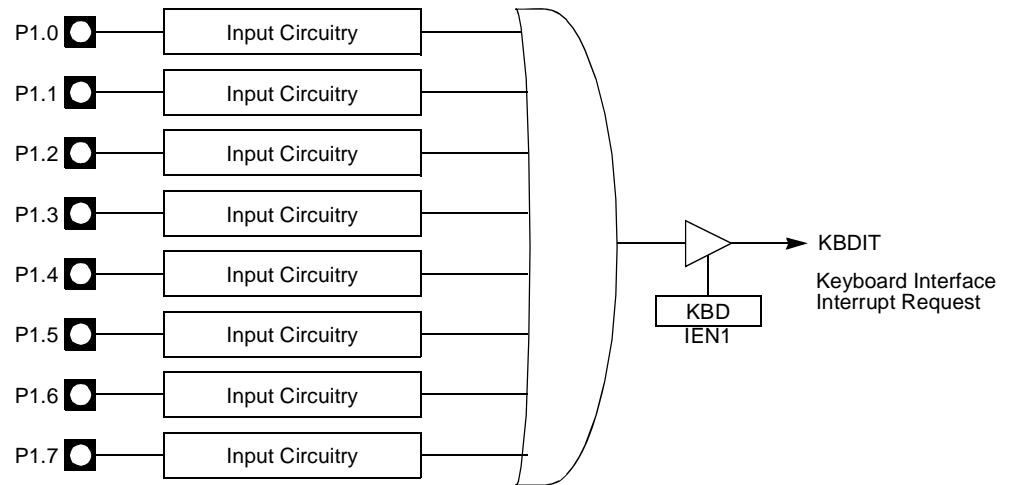 P1.0 Input Circuitry
P1.1 Input Circuitry
P1.2 Input Circuitry
P1.3 Input Circuitry
P1.4 Input Circuitry
P1.5 Input Circuitry
P1.6 Input Circuitry
P1.7 Input Circuitry
KBDIT
Keyboard Interface
Interrupt Request
KBD
IEN1